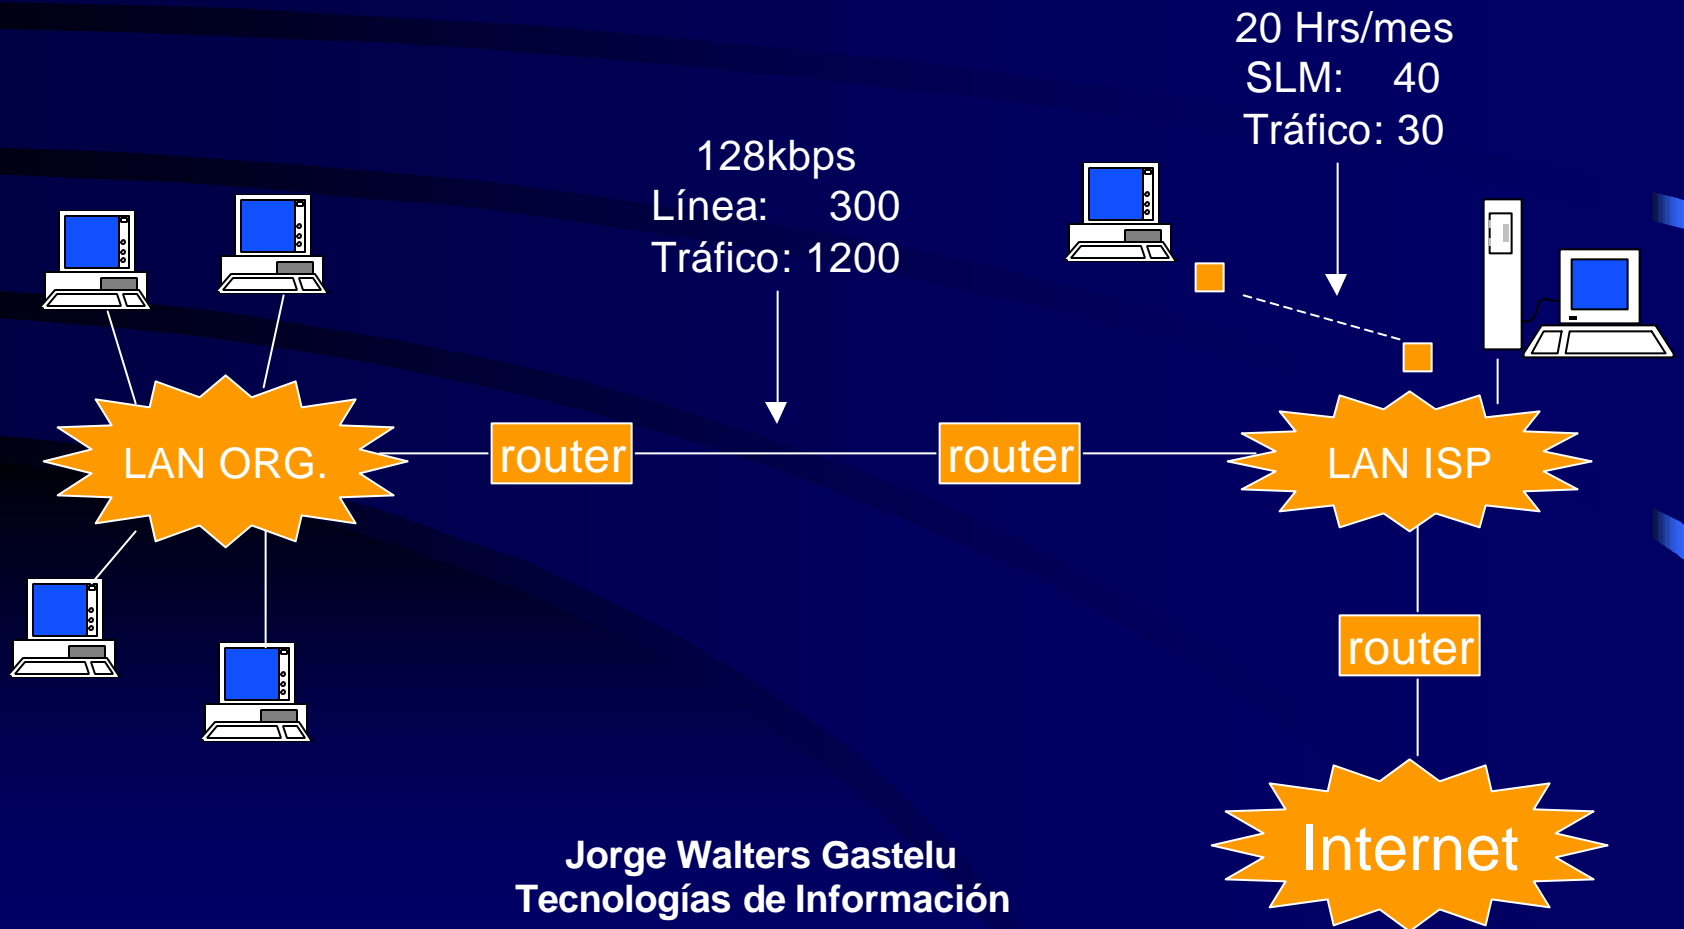 20 Hrs/mes
SLM: 40
Tráfico: 30
128kbps
Línea: 300
Tráfico: 1200
LAN ORG.
router
router
LAN ISP
router
Internet
Jorge Walters Gastelu
Tecnologías de Información